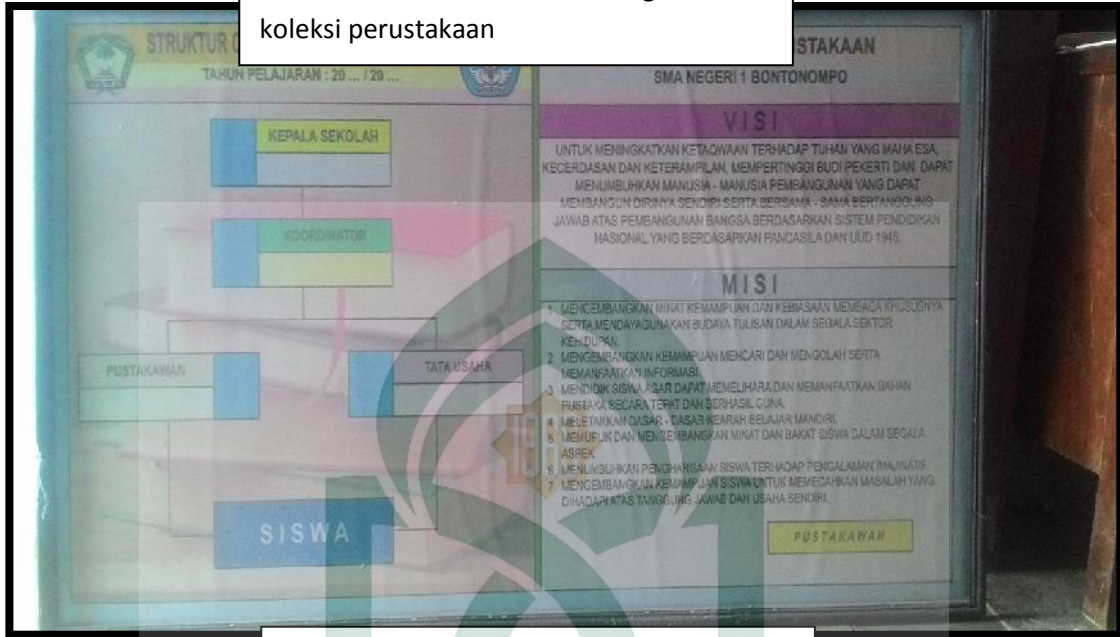 koleksi perustakaan
STRUKTUR
TAHUN PELAJARAN : 20 ... / 20 ...
KEPALA SEKOLAH
KOORDINATOR
PUSTAKAWAN
TATA USAHA
SISWA
STAKAAN
SMA NEGERI 1 BONTONOMPO
VISI
UNTUK MENINGKATKAN KETAQWAAN TERHADAP TUHAN YANG MAHA ESA,
KECERDASAN DAN KETERAMPILAN, MEMPERTINGGI BUDI PEKERTI DAN DAPAT
MENUMBUHKAN MANUSIA - MANUSIA PEMBANGUNAN YANG DAPAT
MEMBANGUN DIRINYA SENDIRI SERTA BERSAMA - SAMA BERTANGGUNG
JAWAB ATAS PEMBANGUNAN BANGSA BERDASARKAN SISTEM PENDIDIKAN
NASIONAL YANG BERDASARKAN PANCASILA DAN UUD 1945.
MISI
1 MENGEMBANGKAN MINAT KEMAMPUAN DAN KEBIASAAN MEMBACA KHUSUSNYA
SERTA MENDAYAGUNAKAN BUDAYA TULISAN DALAM SEGALA SEKTOR
KEHIDUPAN.
2 MENGEMBANGKAN KEMAMPUAN MENCARI DAN MENGOLAH SERTA
MEMANFAATKAN INFORMASI.
3 MENDIDIK SISWA AGAR DAPAT MEMELIHARA DAN MEMANFAATKAN BAHAN
PUSTAKA SECARA TEPAT DAN BERHASIL GUNA.
4 MELETAKKAN DASAR - DASAR KEARAH BELAJAR MANDIRI.
5 MEMUPUK DAN MENGEMBANGKAN MINAT DAN BAKAT SISWA DALAM SEGALA
ASPEK
6 MENUMBUHKAN PENGHARGAAN SISWA TERHADAP PENGALAMAN IMAJINATIF.
7 MENGEMBANGKAN KEMAMPUAN SISWA UNTUK MEMECAHKAN MASALAH YANG
DIHADAPI ATAS TANGGUNG JAWAB DAN USAHA SENDIRI.
PUSTAKAWAN